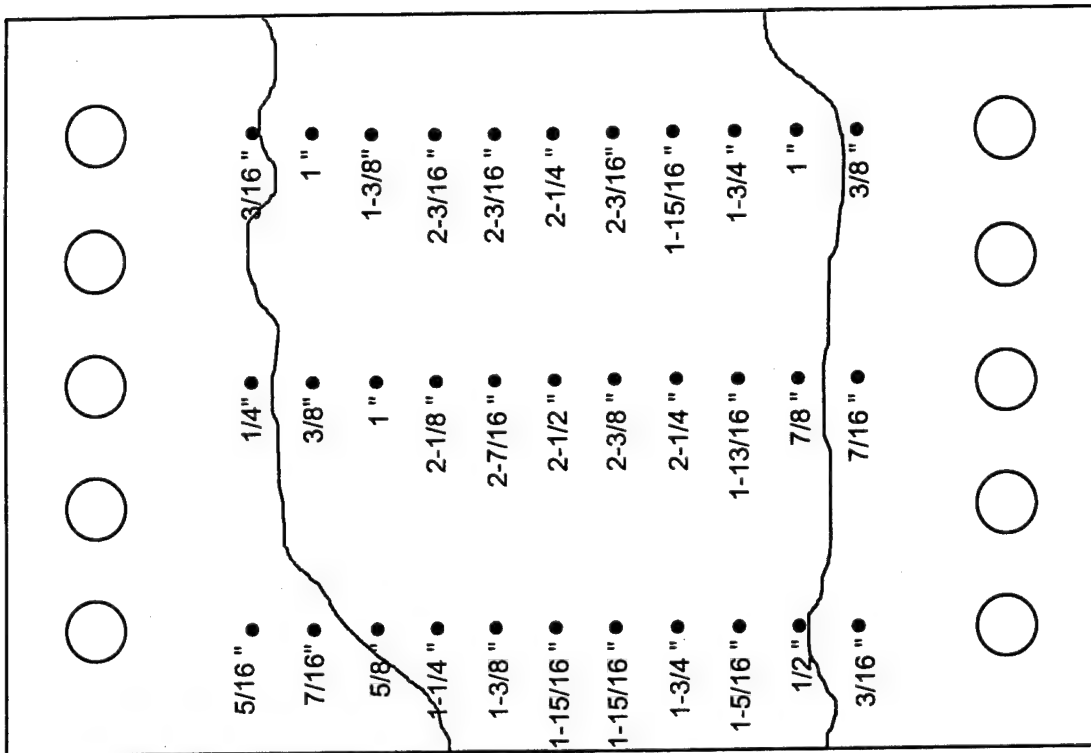 5/16 " 1/4" 3/16 "
7/16" 3/8" 1 "
5/8" 1 " 1-3/8"
1-1/4 " 2-1/8 " 2-3/16 "
1-3/8 " 2-7/16 " 2-3/16 "
1-15/16 " 2-1/2 " 2-1/4 "
1-15/16 " 2-3/8 " 2-3/16"
1-3/4 " 2-1/4 " 1-15/16 "
1-5/16 " 1-13/16 " 1-3/4 "
1/2 " 7/8 " 1 "
3/16 " 7/16 " 3/8 "